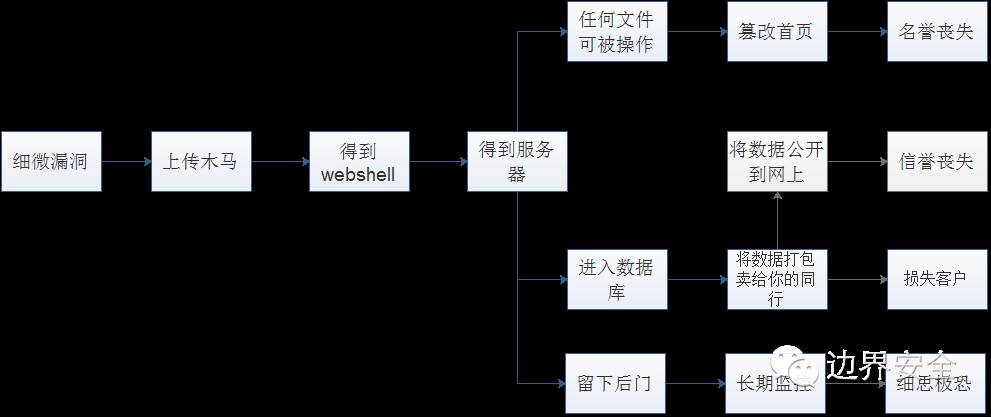 任何文件
可被操作
篡改首页
名誉丧失
细微漏洞
上传木马
得到
webshell
得到服务
器
将数据公开
到网上
信誉丧失
进入数据
库
将数据打包
卖给你的同
行
损失客户
留下后门
长期监控
细思极恐
边界安全